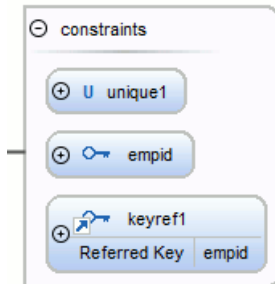 constraints
U unique1
empid
keyref1
Referred Key empid